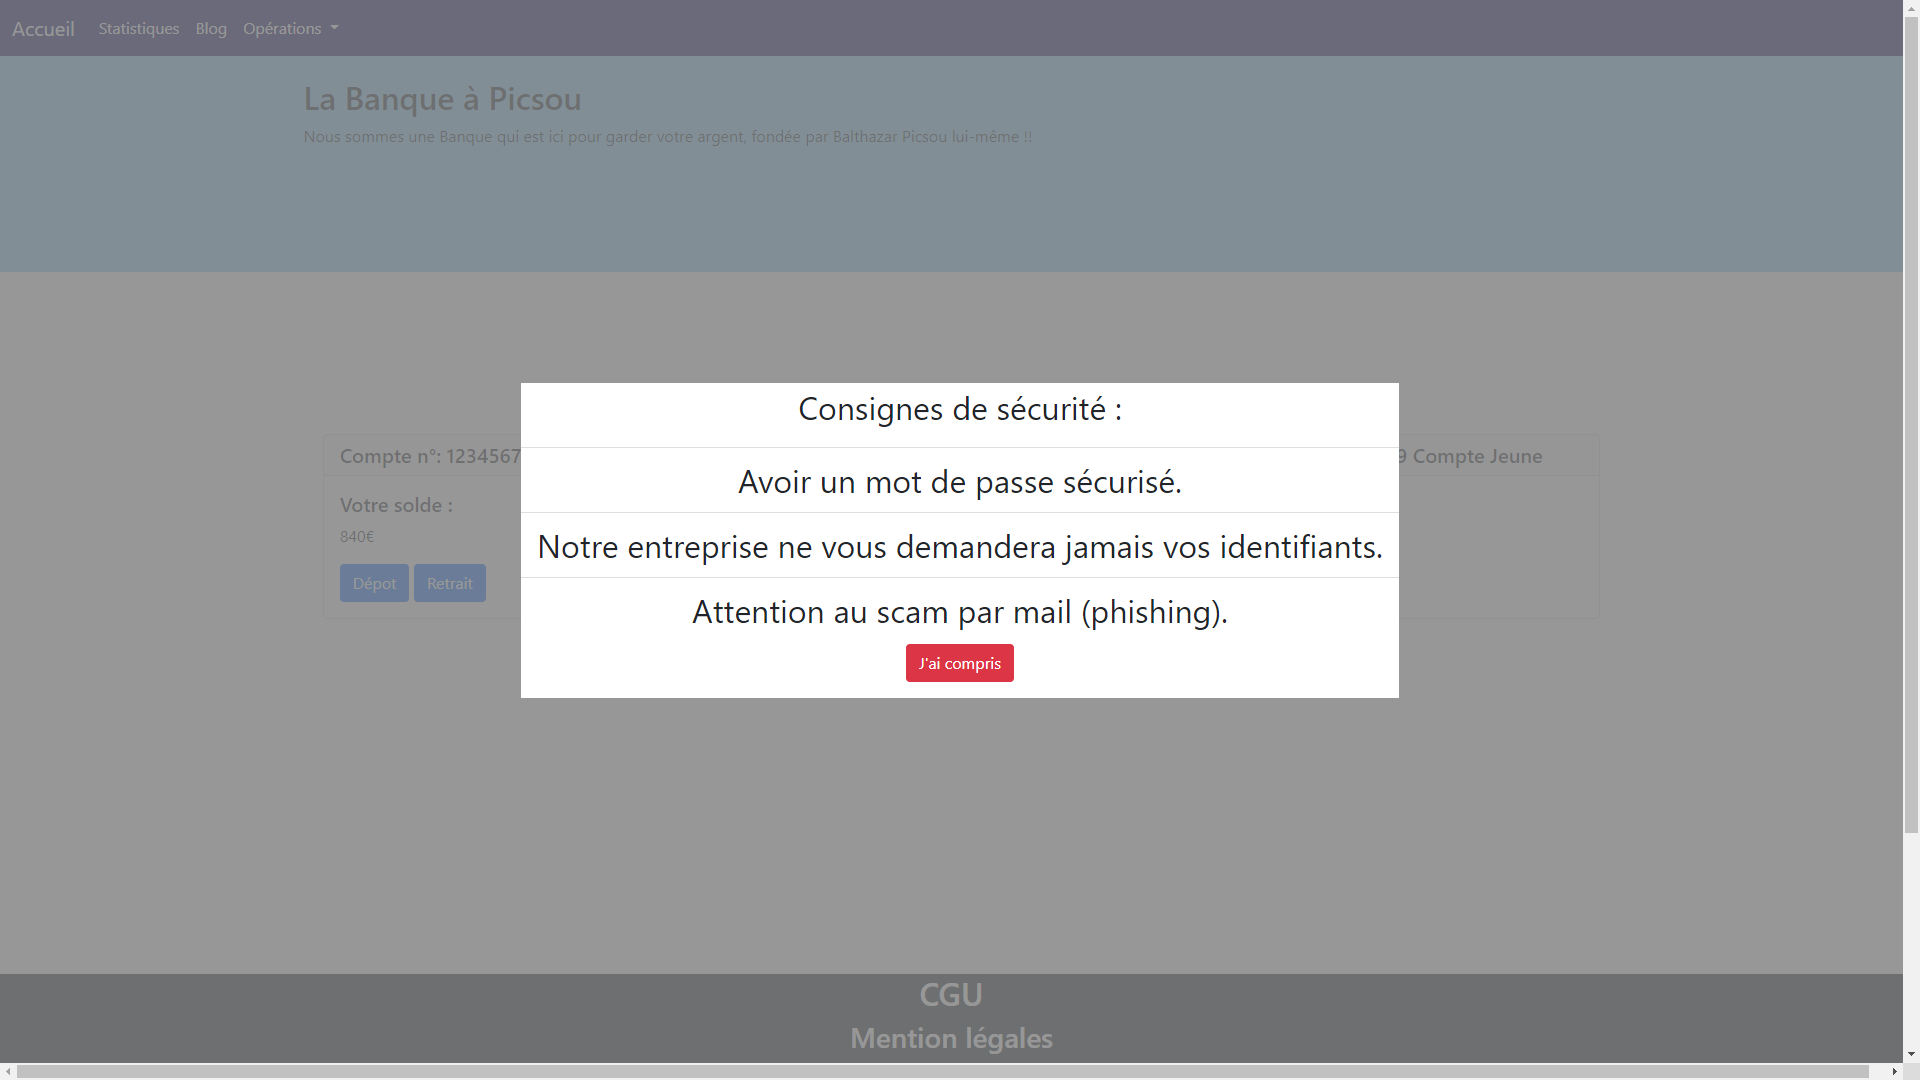 Accueil Statistiques Blog Opérations
La Banque à Picsou
Nous sommes une Banque qui est ici pour garder votre argent, fondée par Balthazar Picsou lui-même !!
Consignes de sécurité :
Avoir un mot de passe sécurisé.
Notre entreprise ne vous demandera jamais vos identifiants.
Attention au scam par mail (phishing).
J'ai compris
Compte n°: 1234567
9 Compte Jeune
Votre solde :
840€
Dépot Retrait
CGU
Mention légales